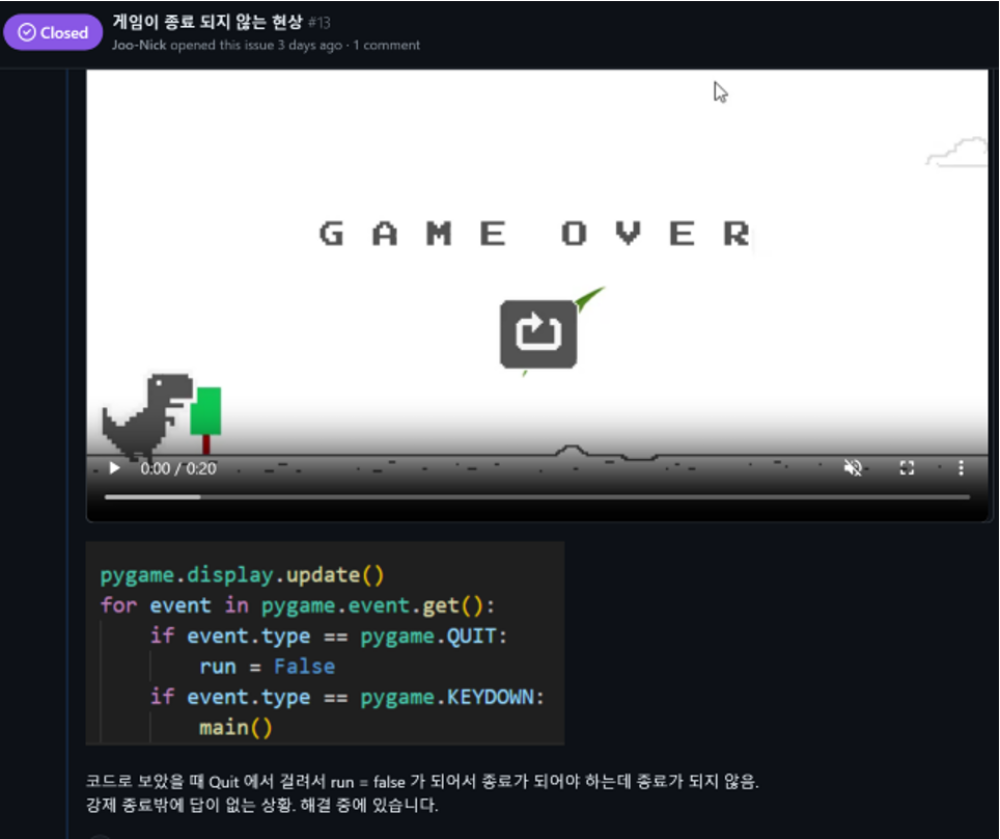 Closed
게임이 종료 되지 않는 현상 #13
Joo-Nick opened this issue 3 days ago · 1 comment
G A M E O V E R
0:00 / 0:20
pygame.display.update()
for event in pygame.event.get():
if event.type == pygame.QUIT:
run = False
if event.type == pygame.KEYDOWN:
main()
코드로 보았을 때 Quit 에서 걸려서 run = false 가 되어서 종료가 되어야 하는데 종료가 되지 않음.
강제 종료밖에 답이 없는 상황. 해결 중에 있습니다.